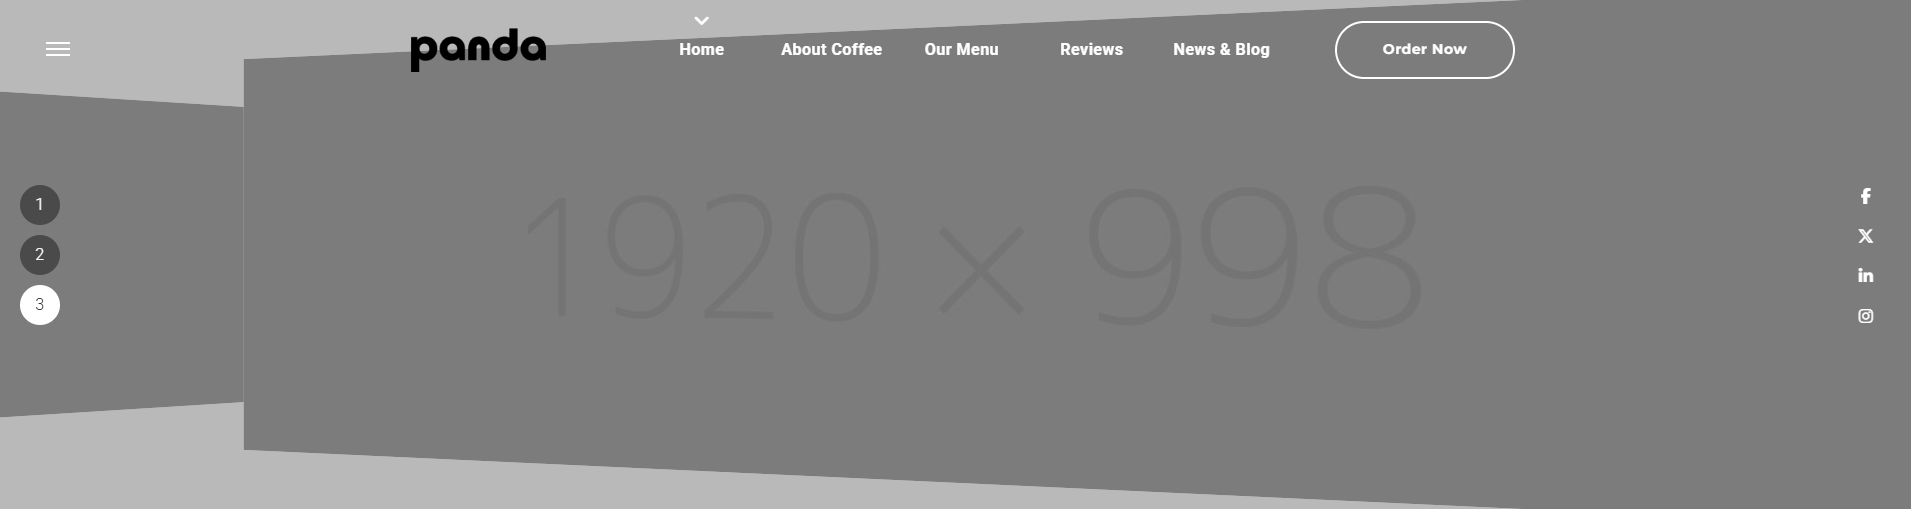 panda
Home
About Coffee
Our Menu
Reviews
News & Blog
Order Now
1
2
3
1920 × 998